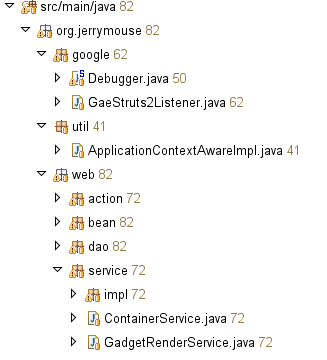 src/main/java 82
org.jerrymouse 82
google 62
Debugger.java 50
GaeStruts2Listener.java 62
util 41
ApplicationContextAwareImpl.java 41
web 82
action 72
bean 82
dao 82
service 72
impl 72
ContainerService.java 72
GadgetRenderService.java 72